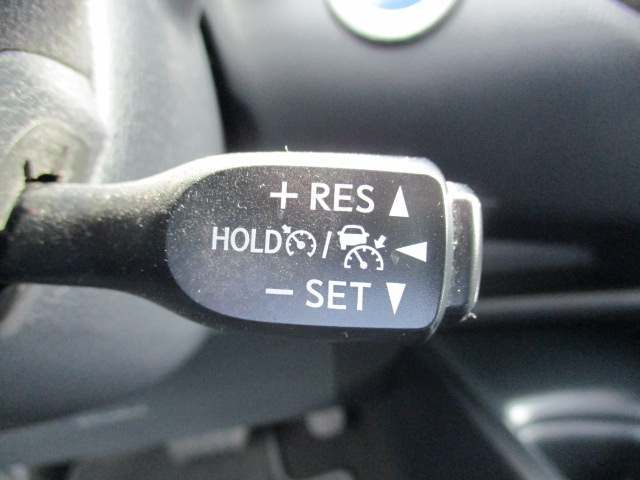 + RES ▲
HOLD / ◀
− SET ▼